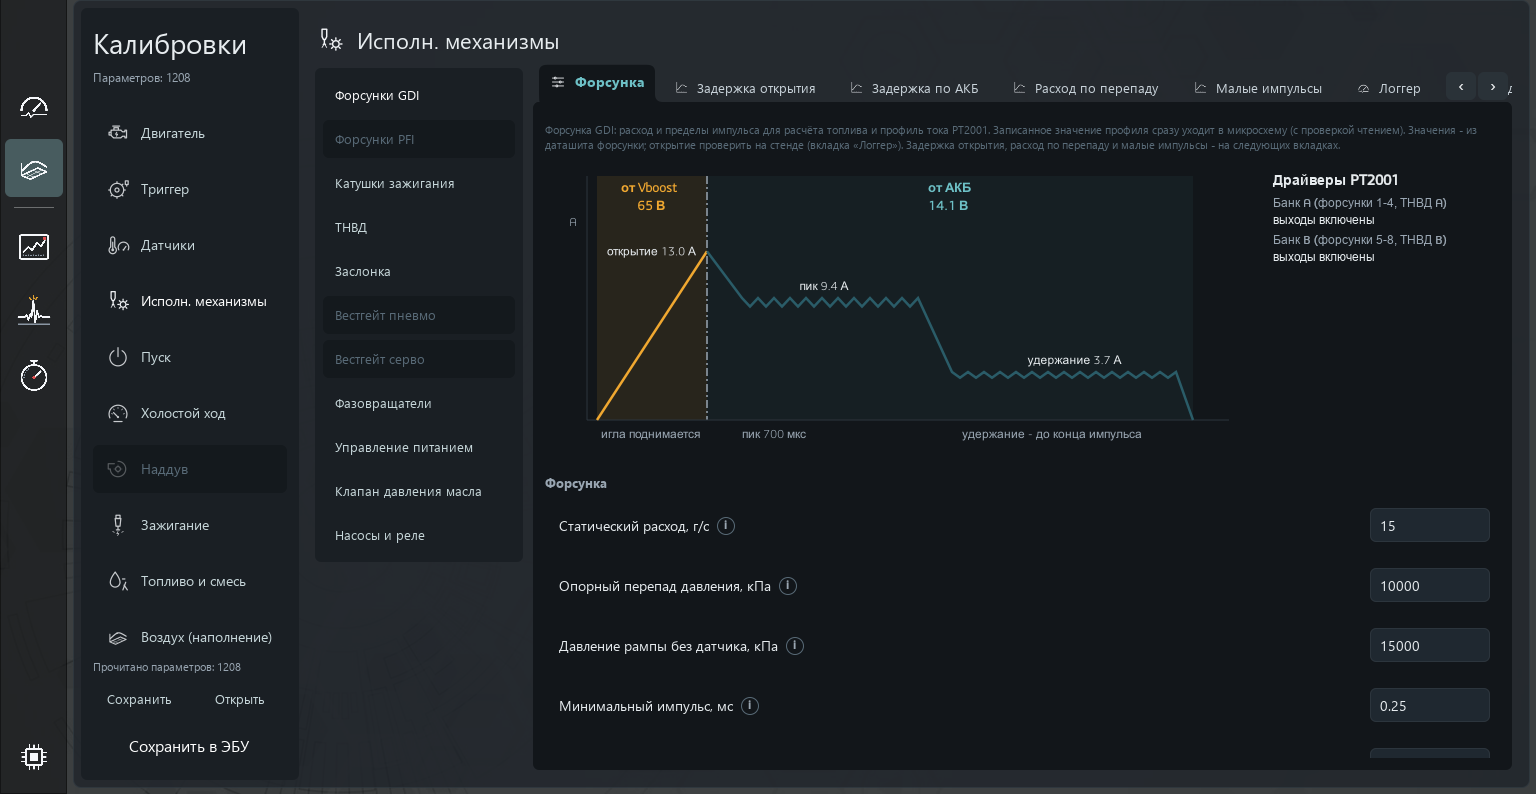 Калибровки
Параметров: 1208
Двигатель
Триггер
Датчики
Исполн. механизмы
Пуск
Холостой ход
Наддув
Зажигание
Топливо и смесь
Воздух (наполнение)
Прочитано параметров: 1208
Сохранить
Открыть
Сохранить в ЭБУ
Исполн. механизмы
Форсунки GDI
Форсунки PFI
Катушки зажигания
ТНВД
Заслонка
Вестгейт пневмо
Вестгейт серво
Фазовращатели
Управление питанием
Клапан давления масла
Насосы и реле
Форсунка
Задержка открытия
Задержка по АКБ
Расход по перепаду
Малые импульсы
Логгер
Форсунка GDI: расход и пределы импульса для расчёта топлива и профиль тока PT2001. Записанное значение профиля сразу уходит в микросхему (с проверкой чтением). Значения - из
даташита форсунки; открытие проверить на стенде (вкладка «Логгер»). Задержка открытия, расход по перепаду и малые импульсы - на следующих вкладках.
от Vboost
65 В
от АКБ
14.1 В
А
открытие 13.0 А
пик 9.4 А
удержание 3.7 А
игла поднимается
пик 700 мкс
удержание - до конца импульса
Драйверы PT2001
Банк A (форсунки 1-4, ТНВД A)
выходы включены
Банк B (форсунки 5-8, ТНВД B)
выходы включены
Форсунка
Статический расход, г/с
15
Опорный перепад давления, кПа
10000
Давление рампы без датчика, кПа
15000
Минимальный импульс, мс
0.25